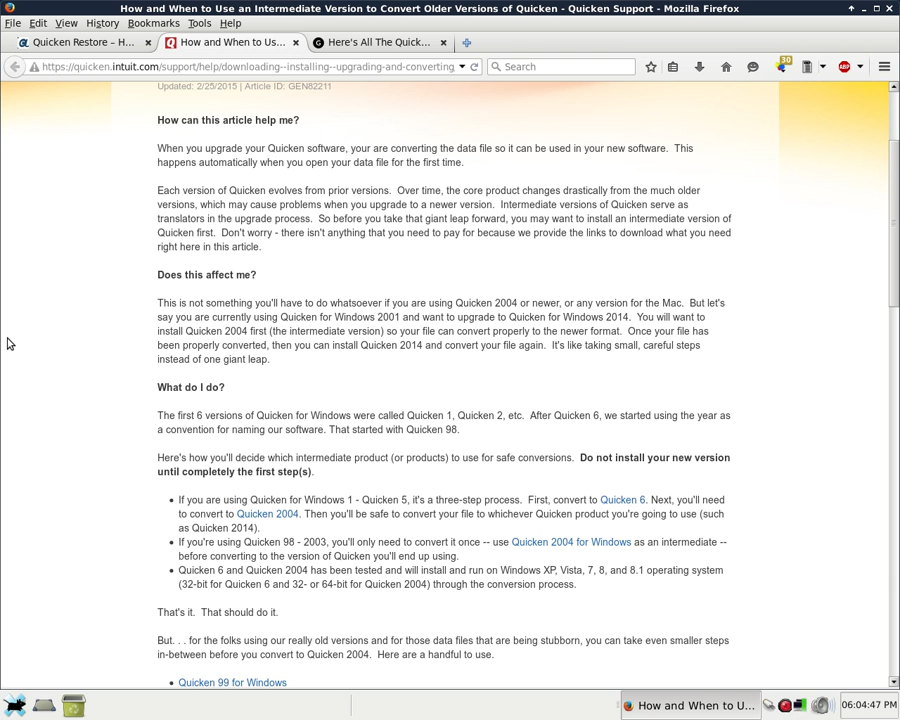 How and When to Use an Intermediate Version to Convert Older Versions of Quicken - Quicken Support - Mozilla Firefox
File Edit View History Bookmarks Tools Help
Quicken Restore – H...
How and When to Us...
Here's All The Quick...
https://quicken.intuit.com/support/help/downloading--installing--upgrading-and-converting
Search
30
ABP
Updated: 2/25/2015 | Article ID: GEN82211
How can this article help me?
When you upgrade your Quicken software, your are converting the data file so it can be used in your new software. This
happens automatically when you open your data file for the first time.
Each version of Quicken evolves from prior versions. Over time, the core product changes drastically from the much older
versions, which may cause problems when you upgrade to a newer version. Intermediate versions of Quicken serve as
translators in the upgrade process. So before you take that giant leap forward, you may want to install an intermediate version of
Quicken first. Don't worry - there isn't anything that you need to pay for because we provide the links to download what you need
right here in this article.
Does this affect me?
This is not something you'll have to do whatsoever if you are using Quicken 2004 or newer, or any version for the Mac. But let's
say you are currently using Quicken for Windows 2001 and want to upgrade to Quicken for Windows 2014. You will want to
install Quicken 2004 first (the intermediate version) so your file can convert properly to the newer format. Once your file has
been properly converted, then you can install Quicken 2014 and convert your file again. It's like taking small, careful steps
instead of one giant leap.
What do I do?
The first 6 versions of Quicken for Windows were called Quicken 1, Quicken 2, etc. After Quicken 6, we started using the year as
a convention for naming our software. That started with Quicken 98.
Here's how you'll decide which intermediate product (or products) to use for safe conversions. Do not install your new version
until completely the first step(s).
• If you are using Quicken for Windows 1 - Quicken 5, it's a three-step process. First, convert to Quicken 6. Next, you'll need
to convert to Quicken 2004. Then you'll be safe to convert your file to whichever Quicken product you're going to use (such
as Quicken 2014).
• If you're using Quicken 98 - 2003, you'll only need to convert it once -- use Quicken 2004 for Windows as an intermediate --
before converting to the version of Quicken you'll end up using.
• Quicken 6 and Quicken 2004 has been tested and will install and run on Windows XP, Vista, 7, 8, and 8.1 operating system
(32-bit for Quicken 6 and 32- or 64-bit for Quicken 2004) through the conversion process.
That's it. That should do it.
But. . . for the folks using our really old versions and for those data files that are being stubborn, you can take even smaller steps
in-between before you convert to Quicken 2004. Here are a handful to use.
• Quicken 99 for Windows
How and When to U...
06:04:47 PM